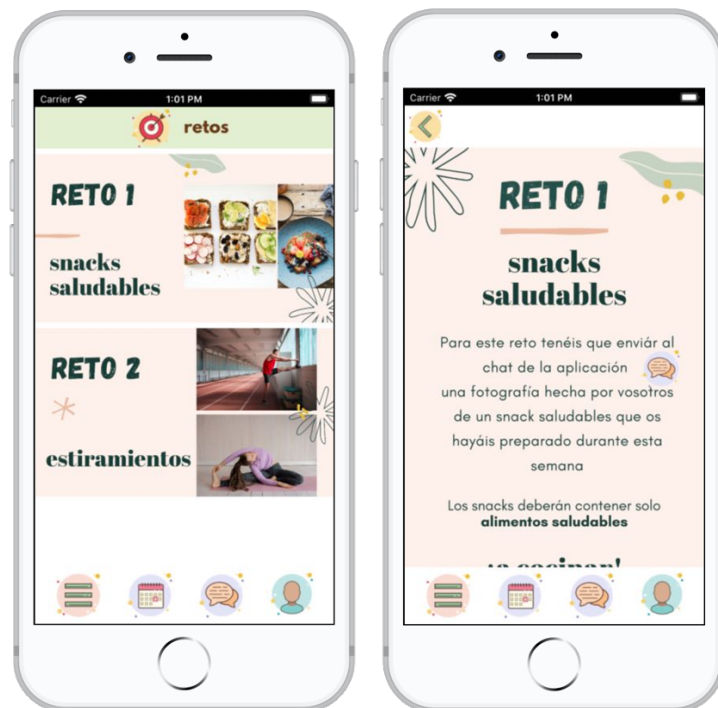 Carrier 1:01 PM
retos
RETO 1
snacks
saludables
RETO 2
estiramientos
Carrier 1:01 PM
RETO 1
snacks
saludables
Para este reto tenéis que enviár al
chat de la aplicación
una fotografía hecha por vosotros
de un snack saludables que os
hayáis preparado durante esta
semana
Los snacks deberán contener solo
alimentos saludables
¡a cocinar!